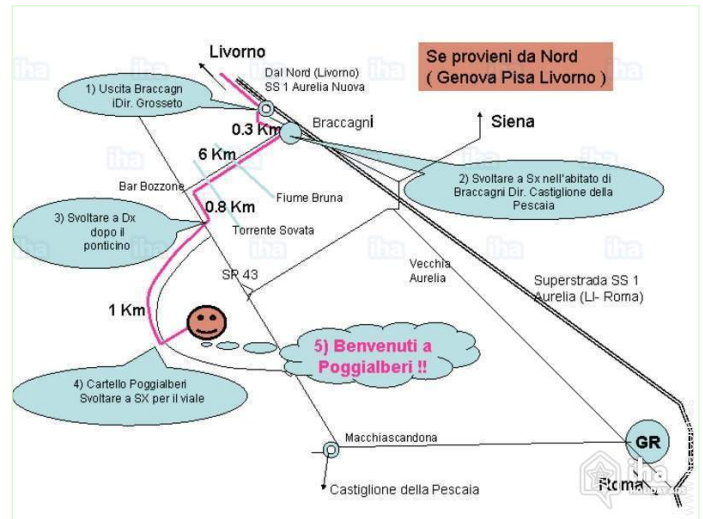 Livorno
Se provieni da Nord
( Genova Pisa Livorno )
Dal Nord (Livorno)
SS 1 Aurelia Nuova
1) Uscita Braccagn
iDir. Grosseto
Braccagni
Siena
0.3 Km
6 Km
2) Svoltare a Sx nell'abitato di
Braccagni Dir. Castiglione della
Pescaia
Bar Bozzone
Fiume Bruna
0.8 Km
3) Svoltare a Dx
dopo il
ponticino
Torrente Sovata
Vecchia
Aurelia
SP 43
Superstrada SS 1
Aurelia (LI- Roma)
1 Km
5) Benvenuti a
Poggialberi !!
4) Cartello Poggialberi
Svoltare a SX per il viale
Macchiascandona
GR
Roma
Castiglione della Pescaia
iha